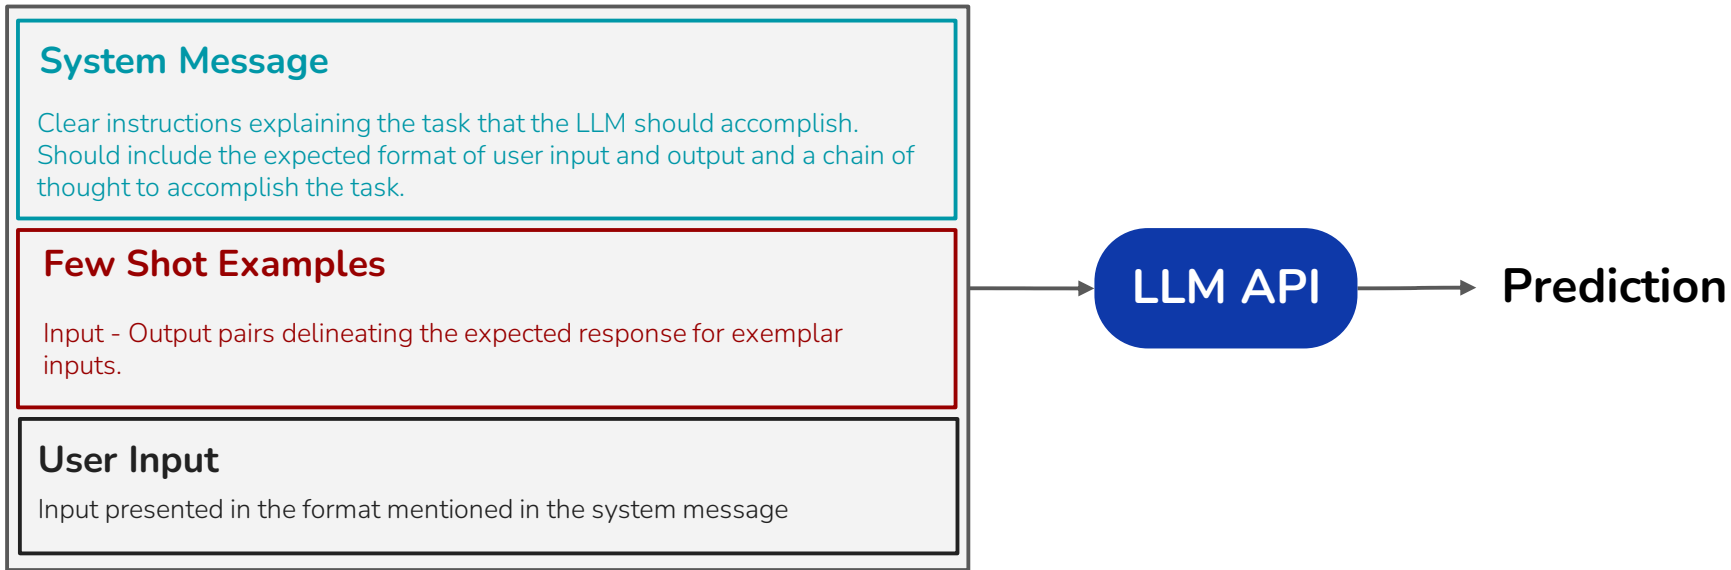 System Message
Clear instructions explaining the task that the LLM should accomplish.
Should include the expected format of user input and output and a chain of
thought to accomplish the task.
Few Shot Examples
Input - Output pairs delineating the expected response for exemplar
inputs.
User Input
Input presented in the format mentioned in the system message
LLM API
Prediction